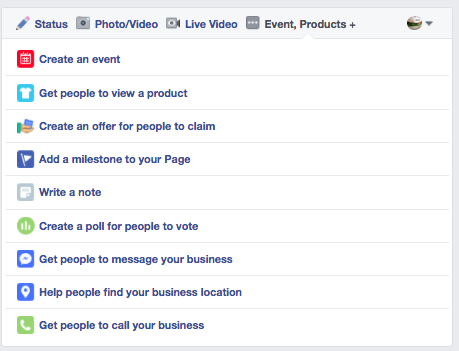 Status Photo/Video Live Video Event, Products +
Create an event
Get people to view a product
Create an offer for people to claim
Add a milestone to your Page
Write a note
Create a poll for people to vote
Get people to message your business
Help people find your business location
Get people to call your business